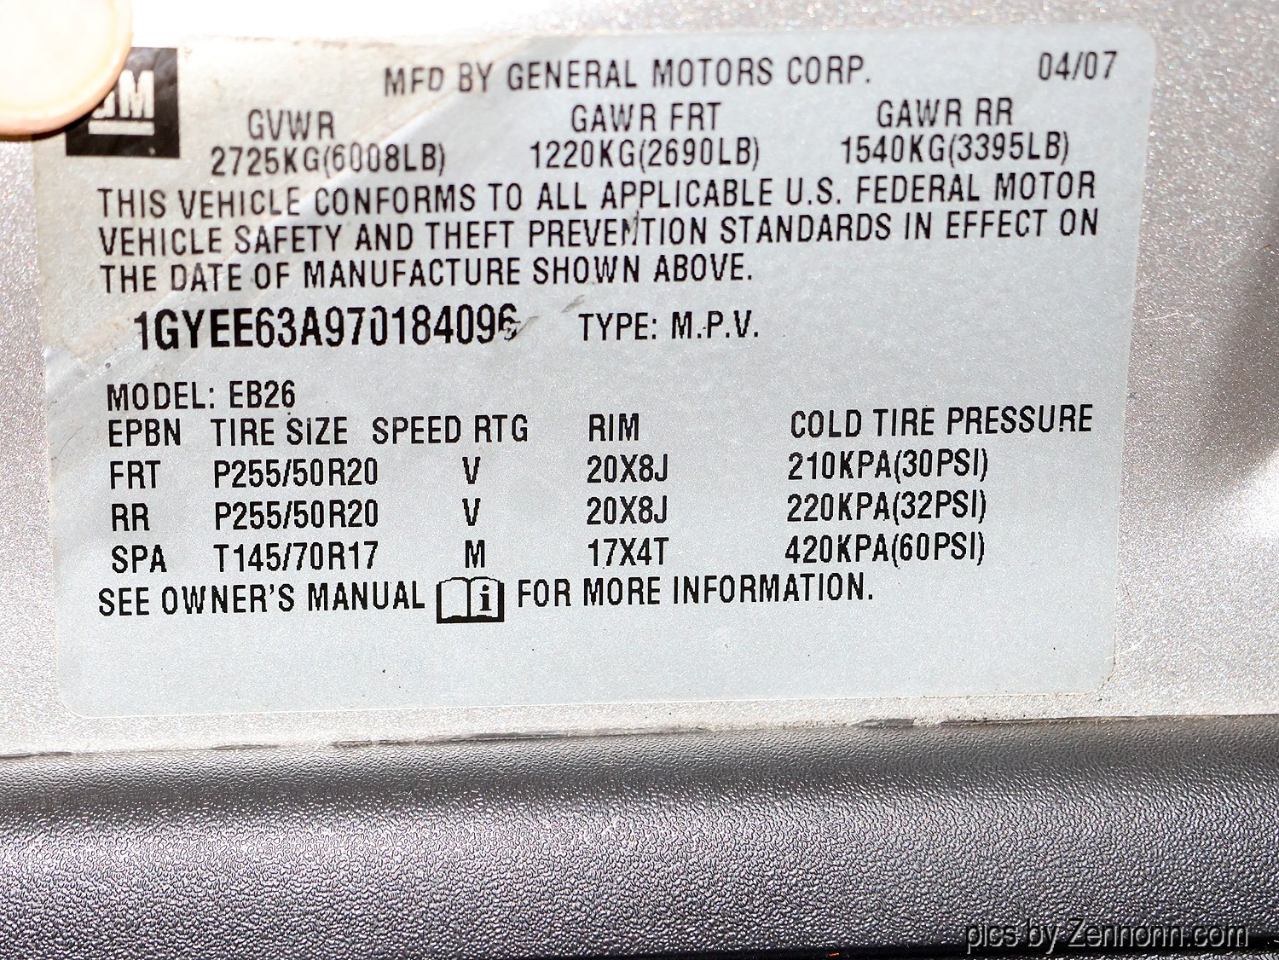 GM
MFD BY GENERAL MOTORS CORP. 04/07
GVWR GAWR FRT GAWR RR
2725KG(6008LB) 1220KG(2690LB) 1540KG(3395LB)
THIS VEHICLE CONFORMS TO ALL APPLICABLE U.S. FEDERAL MOTOR
VEHICLE SAFETY AND THEFT PREVENTION STANDARDS IN EFFECT ON
THE DATE OF MANUFACTURE SHOWN ABOVE.
1GYEE63A970184096 TYPE: M.P.V.
MODEL: EB26
EPBN TIRE SIZE SPEED RTG RIM COLD TIRE PRESSURE
FRT P255/50R20 V 20X8J 210KPA(30PSI)
RR P255/50R20 V 20X8J 220KPA(32PSI)
SPA T145/70R17 M 17X4T 420KPA(60PSI)
SEE OWNER'S MANUAL i FOR MORE INFORMATION.
pics by Zennonn.com